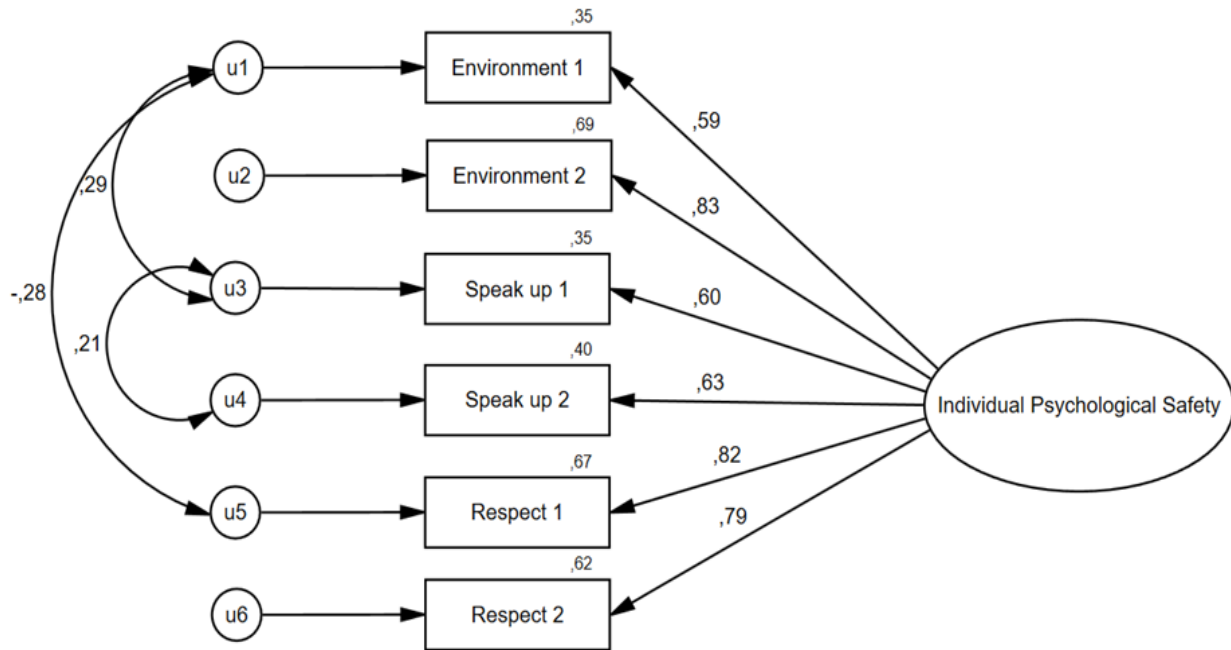 ,35
u1
Environment 1
,59
,69
u2
Environment 2
,29
,83
,35
u3
Speak up 1
-,28
,60
,21
,40
u4
Speak up 2
,63
Individual Psychological Safety
,67
,82
u5
Respect 1
,79
,62
u6
Respect 2